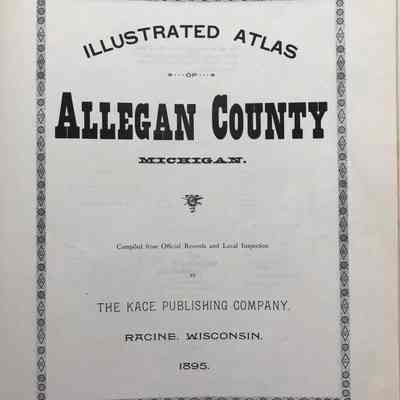 ILLUSTRATED ATLAS
OF
ALLEGAN COUNTY
MICHIGAN.
Compiled from Official Records and Local Inspection
BY
THE KACE PUBLISHING COMPANY.
RACINE, WISCONSIN.
1895.